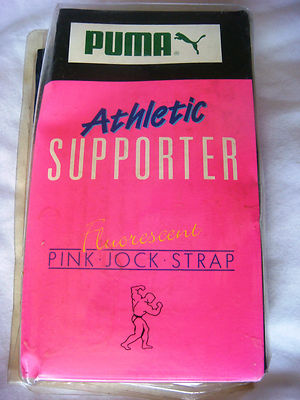 PUMA
Athletic
SUPPORTER
Fluorescent
PINK·JOCK·STRAP